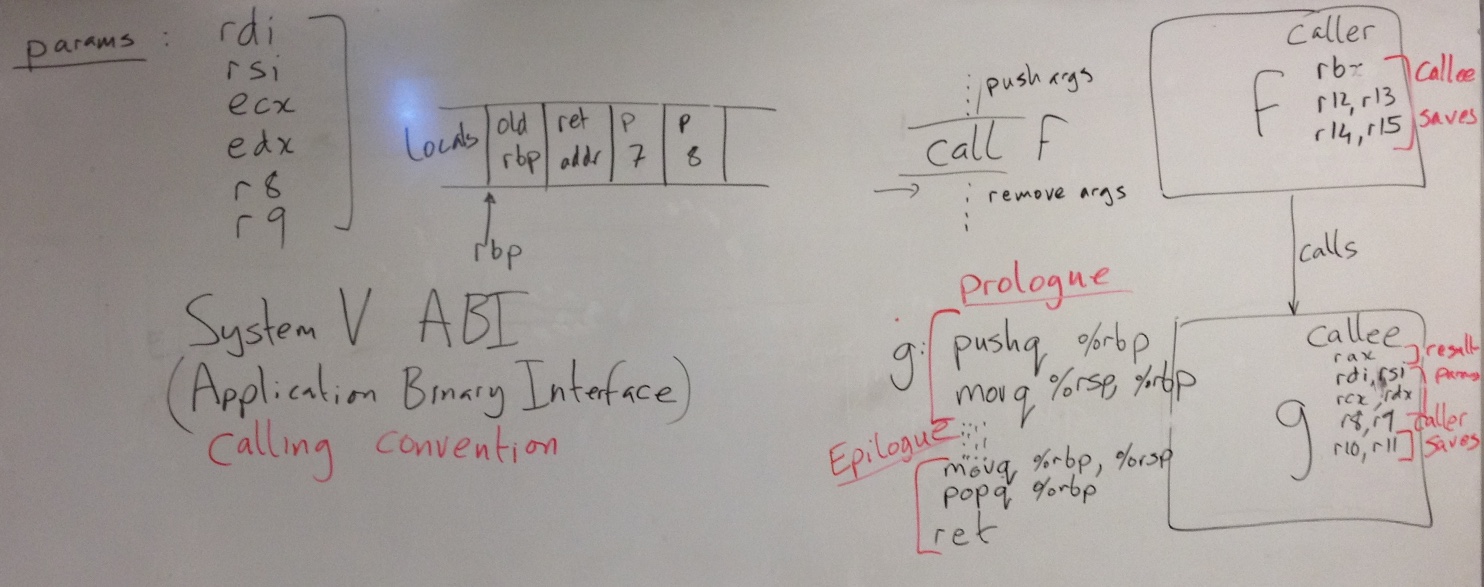 params :
rdi
rsi
ecx
edx
r8
r9
Locals
old rbp
ret addr
P 7
P 8
rbp
System V ABI
(Application Binary Interface)
Calling convention
push args
call F
→
remove args
Prologue
g: pushq %rbp
movq %rsp, %rbp
Epilogue
movq %rbp, %rsp
popq %rbp
ret
caller
F
rbx
r12, r13
r14, r15
Callee
saves
calls
callee
g
rax
result
rdi, rsi
params
rcx, rdx
r8, r9
r10, r11
Caller
saves